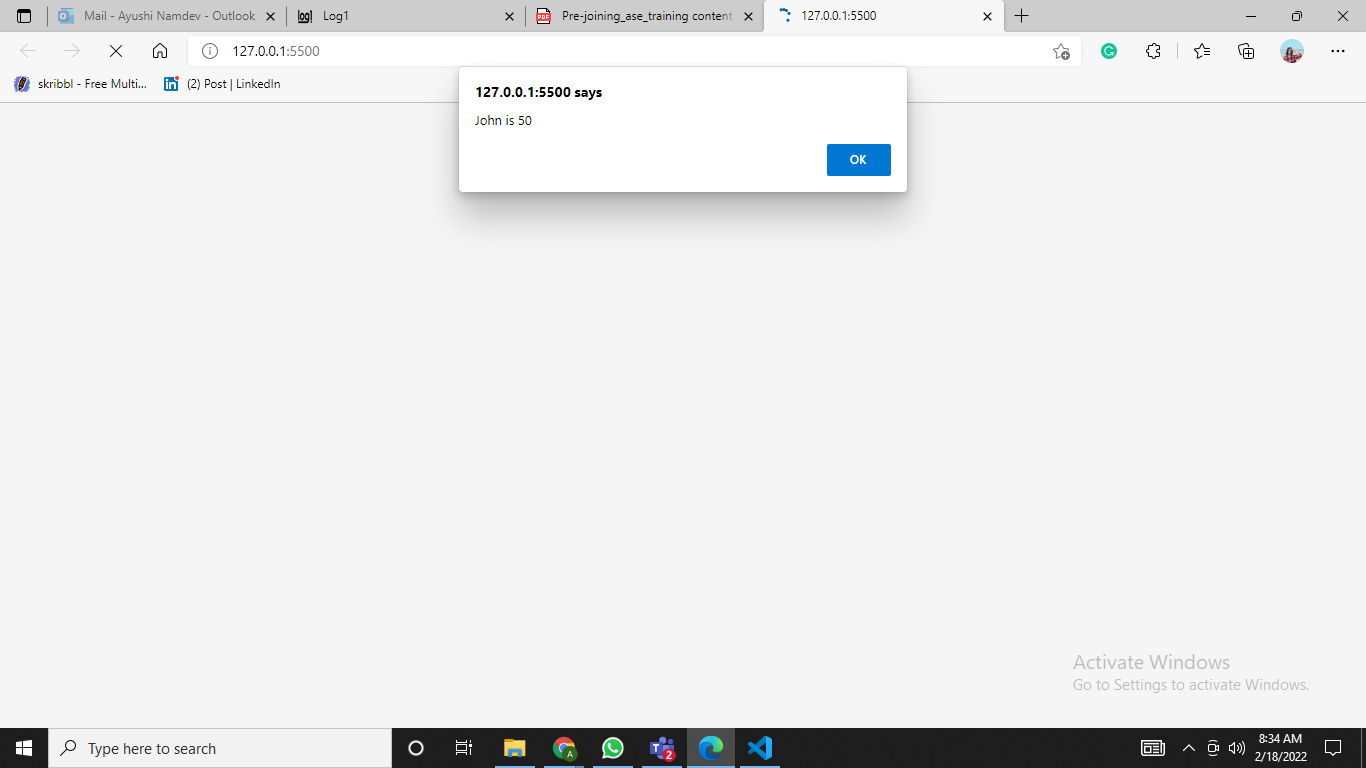 Mail - Ayushi Namdev - Outlook
Log1
Pre-joining_ase_training content
127.0.0.1:5500
127.0.0.1:5500
skribbl - Free Multi...
(2) Post | LinkedIn
127.0.0.1:5500 says
John is 50
OK
Activate Windows
Go to Settings to activate Windows.
Type here to search
2
8:34 AM
2/18/2022